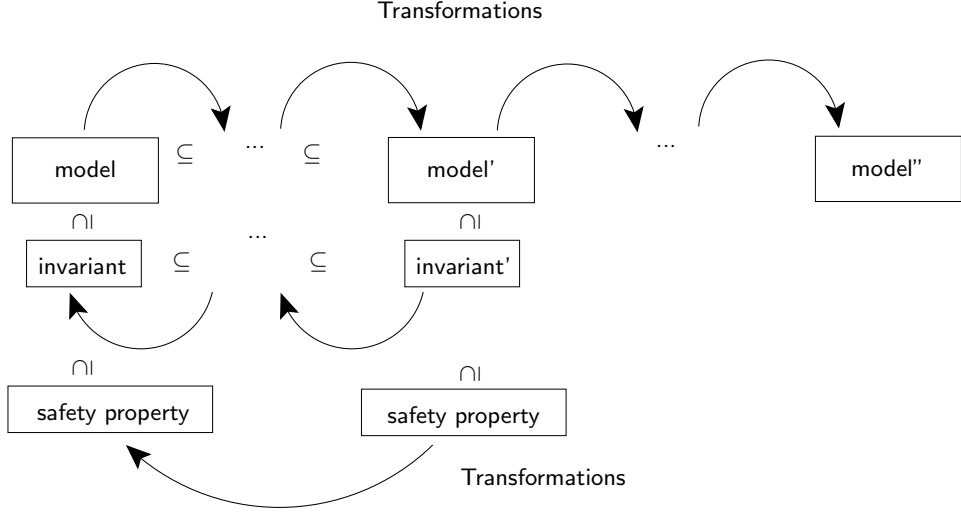 Transformations
model ⊆ ... ⊆ model' ... model''
⊆ ⊆
invariant ⊆ ... ⊆ invariant'
⊆ ⊆
safety property safety property
Transformations